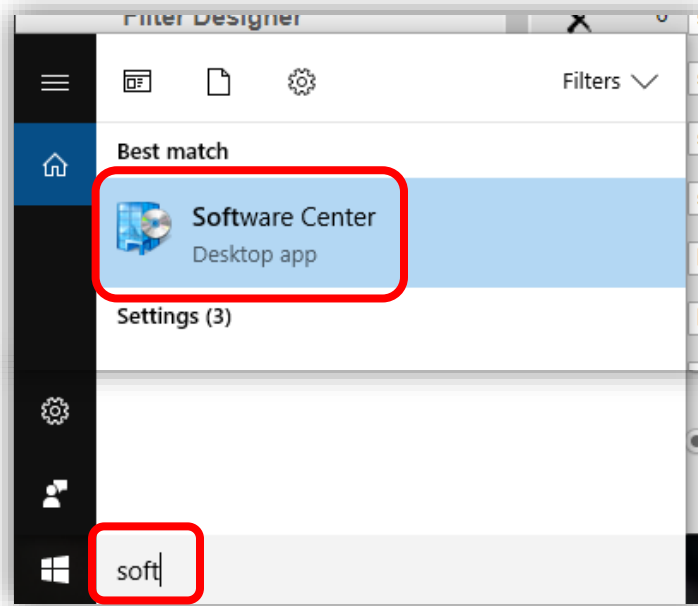 Filter Designer
Filters
Best match
Software Center
Desktop app
Settings (3)
soft